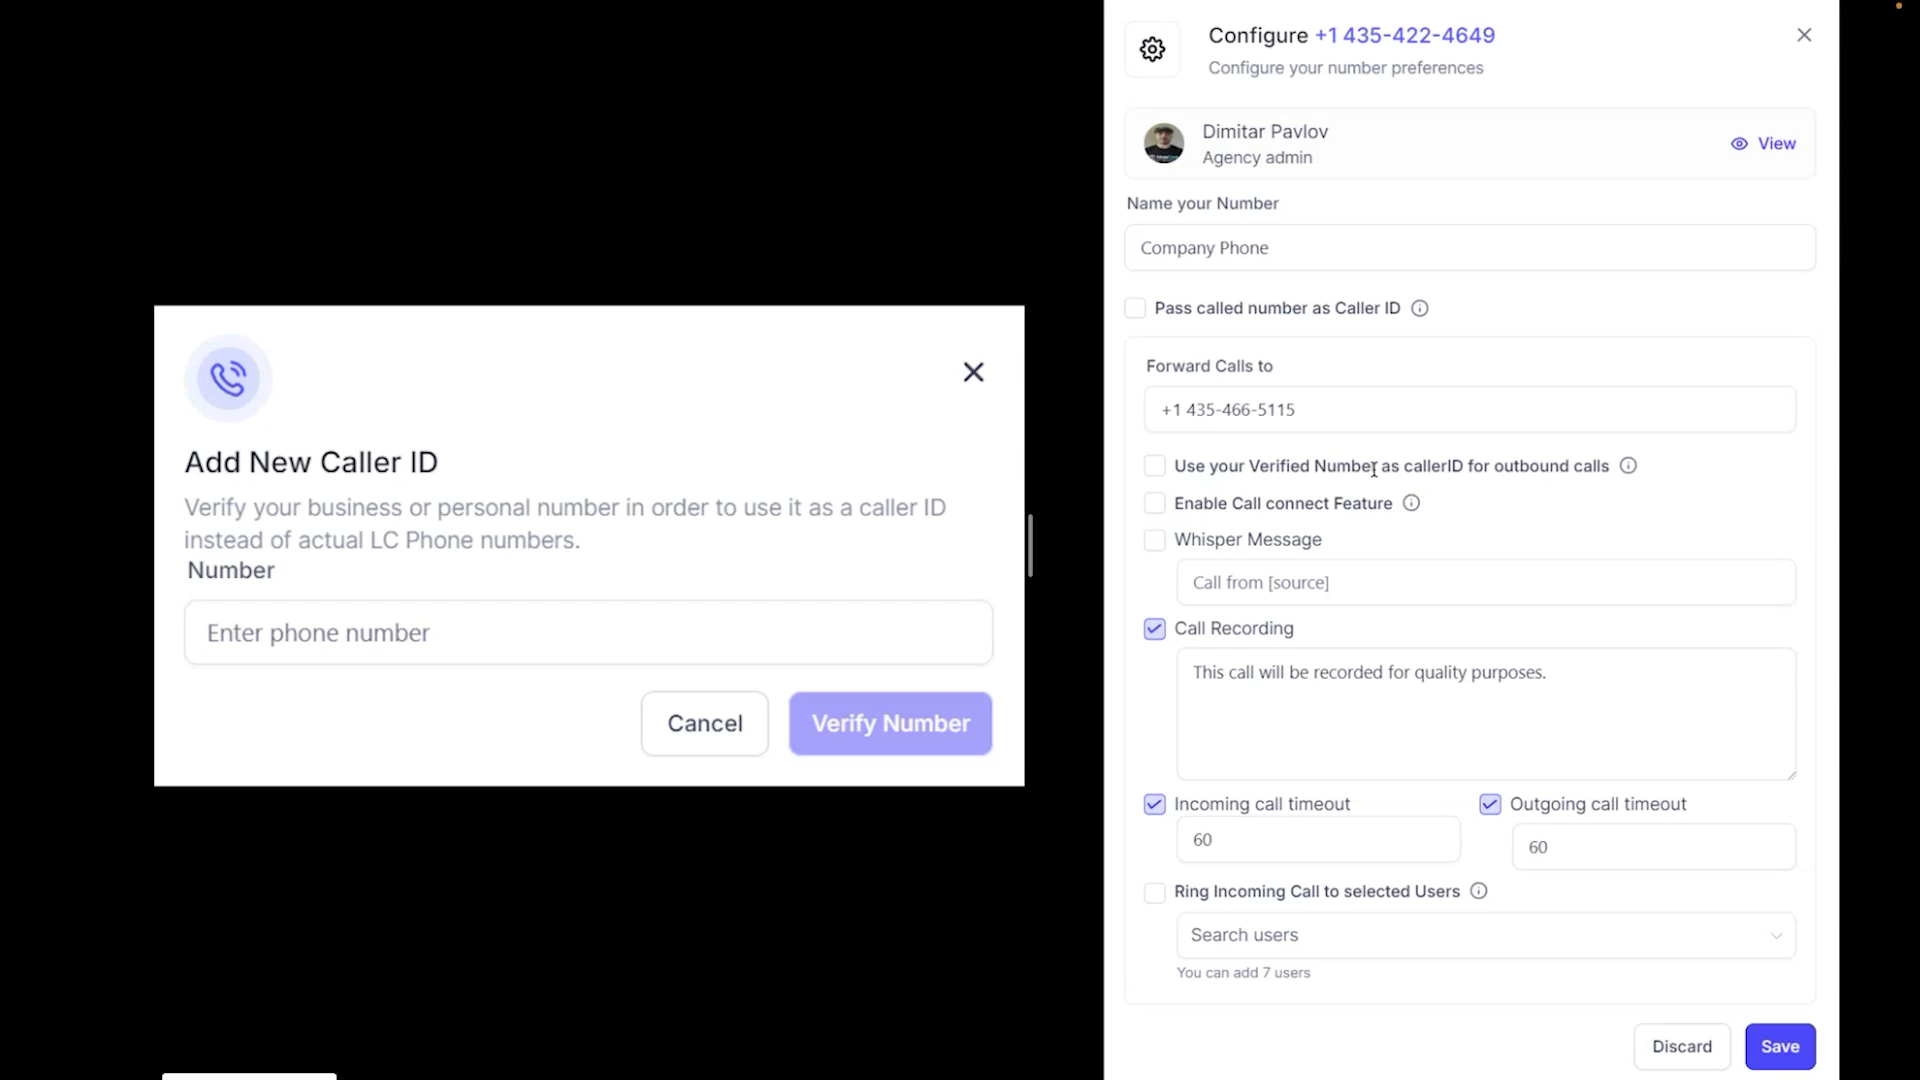 Add New Caller ID
Verify your business or personal number in order to use it as a caller ID
instead of actual LC Phone numbers.
Number
Enter phone number
Cancel
Verify Number
Configure +1 435-422-4649
Configure your number preferences
Dimitar Pavlov
Agency admin
View
Name your Number
Company Phone
Pass called number as Caller ID
Forward Calls to
+1 435-466-5115
Use your Verified Number as callerID for outbound calls
Enable Call connect Feature
Whisper Message
Call from [source]
Call Recording
This call will be recorded for quality purposes.
Incoming call timeout
60
Outgoing call timeout
60
Ring Incoming Call to selected Users
Search users
You can add 7 users
Discard
Save